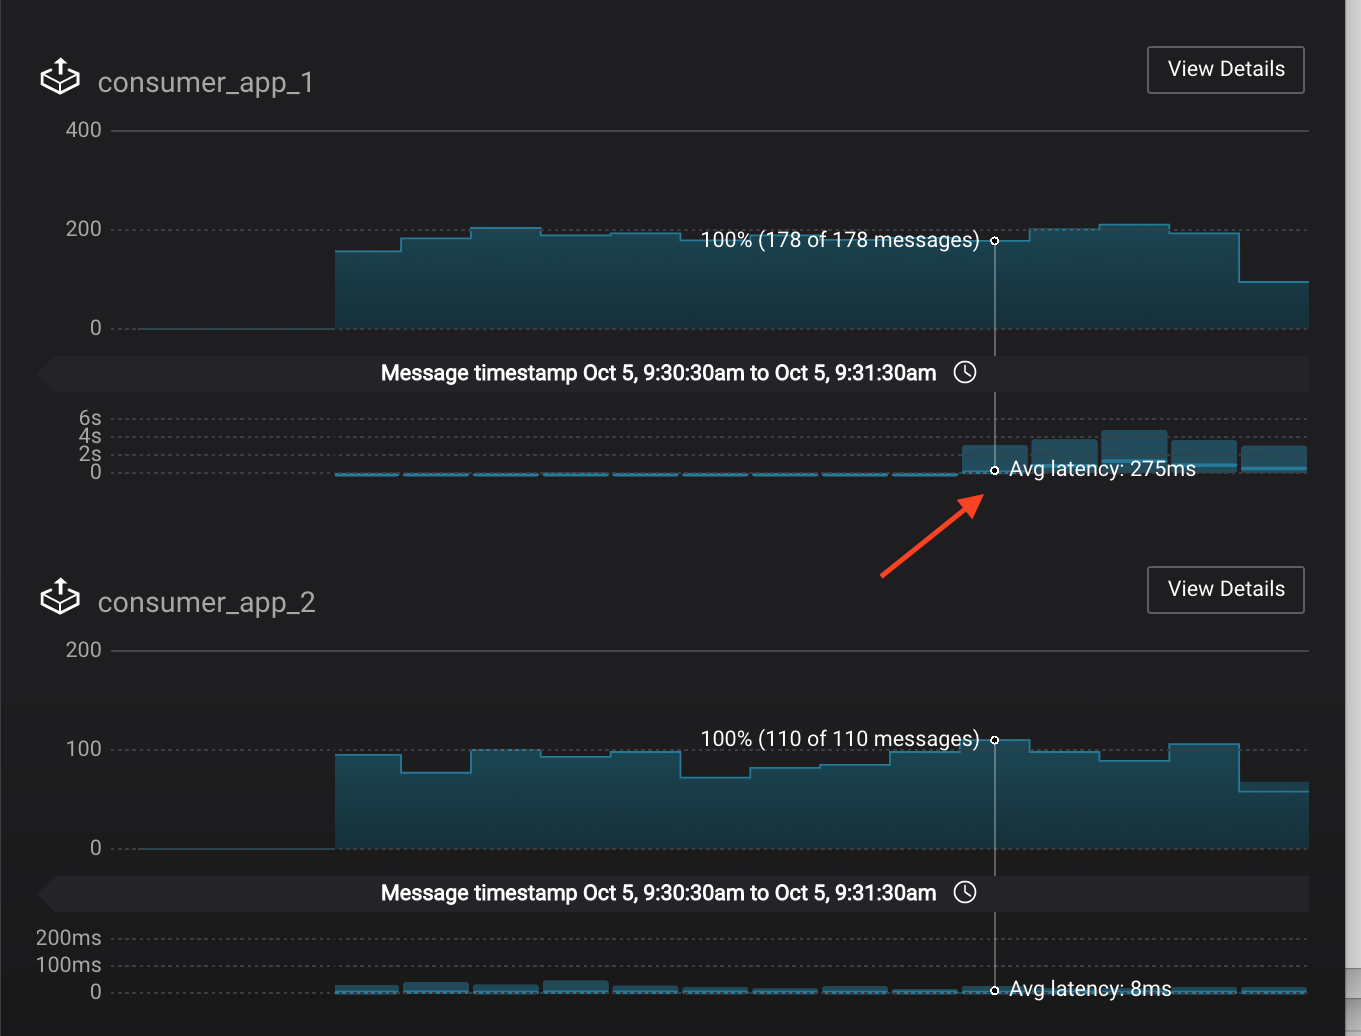 consumer_app_1
View Details
400
200
100% (178 of 178 messages)
0
Message timestamp Oct 5, 9:30:30am to Oct 5, 9:31:30am
6s
4s
2s
0
Avg latency: 275ms
consumer_app_2
View Details
200
100
100% (110 of 110 messages)
0
Message timestamp Oct 5, 9:30:30am to Oct 5, 9:31:30am
200ms
100ms
0
Avg latency: 8ms